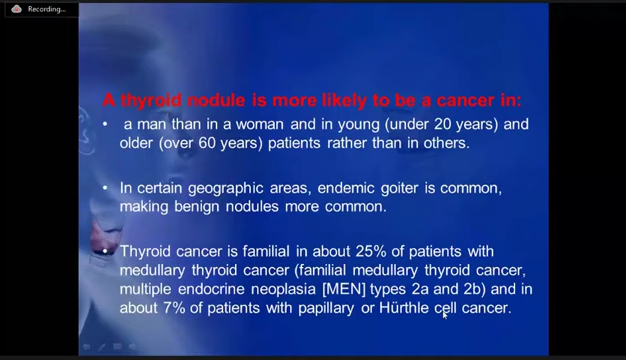 Recording...
A thyroid nodule is more likely to be a cancer in:
• a man than in a woman and in young (under 20 years) and
older (over 60 years) patients rather than in others.
• In certain geographic areas, endemic goiter is common,
making benign nodules more common.
• Thyroid cancer is familial in about 25% of patients with
medullary thyroid cancer (familial medullary thyroid cancer,
multiple endocrine neoplasia [MEN] types 2a and 2b) and in
about 7% of patients with papillary or Hürthle cell cancer.